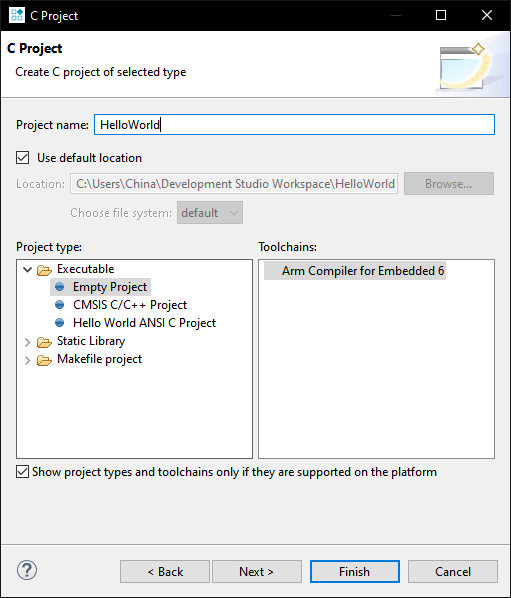 C Project
C Project
Create C project of selected type
Project name: HelloWorld
Use default location
Location: C:\Users\China\Development Studio Workspace\HelloWorld Browse...
Choose file system: default
Project type:
Executable
Empty Project
CMSIS C/C++ Project
Hello World ANSI C Project
Static Library
Makefile project
Toolchains:
Arm Compiler for Embedded 6
Show project types and toolchains only if they are supported on the platform
? < Back Next > Finish Cancel